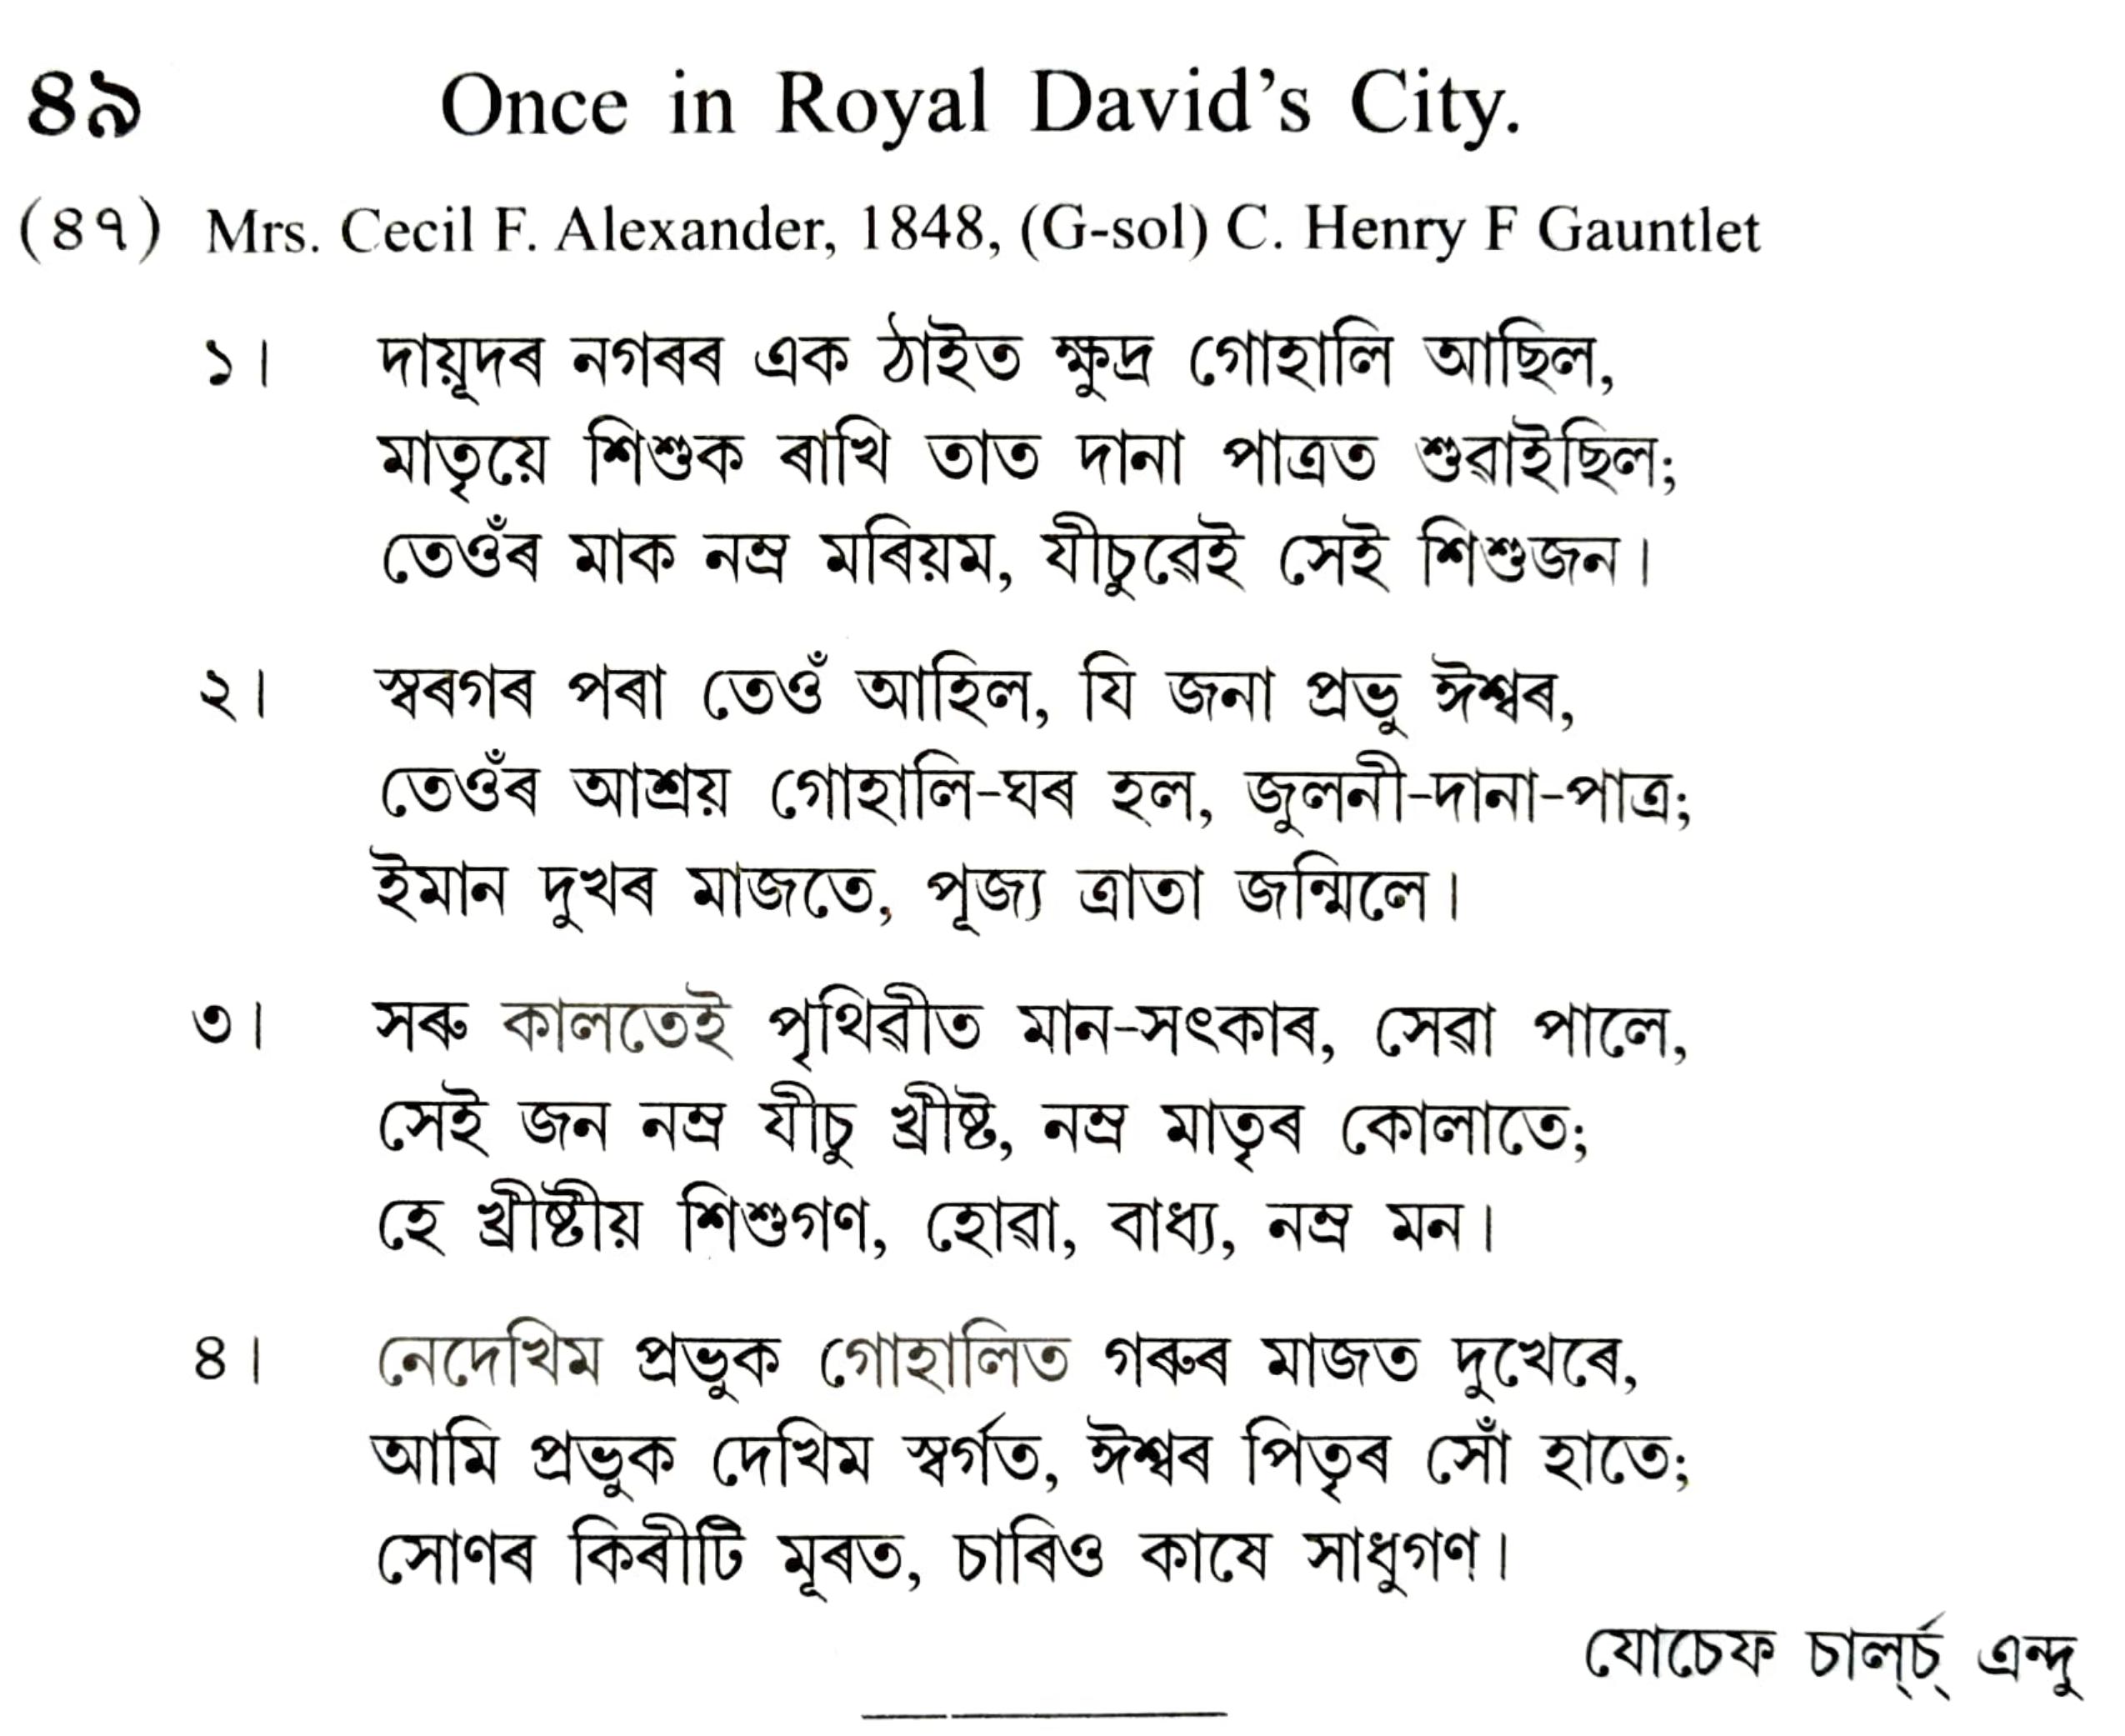 ৪৯ Once in Royal David's City.
(৪৭) Mrs. Cecil F. Alexander, 1848, (G-sol) C. Henry F Gauntlet
১। দায়ূদৰ নগৰৰ এক ঠাইত ক্ষুদ্ৰ গোহালি আছিল,
মাতৃয়ে শিশুক ৰাখি তাত দানা পাত্ৰত শুৱাইছিল;
তেওঁৰ মাক নম্ৰ মৰিয়ম, যীচুৱেই সেই শিশুজন।
২। স্বৰগৰ পৰা তেওঁ আহিল, যি জনা প্ৰভু ঈশ্বৰ,
তেওঁৰ আশ্ৰয় গোহালি-ঘৰ হল, জুলনী-দানা-পাত্ৰ;
ইমান দুখৰ মাজতে, পূজ্য ত্ৰাতা জন্মিলে।
৩। সৰু কালতেই পৃথিৱীত মান-সৎকাৰ, সেৱা পালে,
সেই জন নম্ৰ যীচু খ্ৰীষ্ট, নম্ৰ মাতৃৰ কোলাতে;
হে খ্ৰীষ্টীয় শিশুগণ, হোৱা, বাধ্য, নম্ৰ মন।
৪। নেদেখিম প্ৰভুক গোহালিত গৰুৰ মাজত দুখেৰে,
আমি প্ৰভুক দেখিম স্বৰ্গত, ঈশ্বৰ পিতৃৰ সোঁ হাতে;
সোণৰ কিৰীটি মূৰত, চাৰিও কাষে সাধুগণ।
যোচেফ চাল্ৰ্চ্ এন্দু